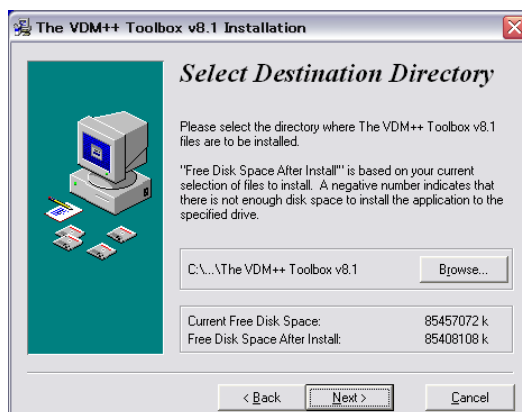 The VDM++ Toolbox v8.1 Installation
Select Destination Directory
Please select the directory where The VDM++ Toolbox v8.1
files are to be installed.
"Free Disk Space After Install'" is based on your current
selection of files to install. A negative number indicates that
there is not enough disk space to install the application to the
specified drive.
C:\...\The VDM++ Toolbox v8.1 Browse...
Current Free Disk Space: 85457072 k
Free Disk Space After Install: 85408108 k
< Back Next > Cancel